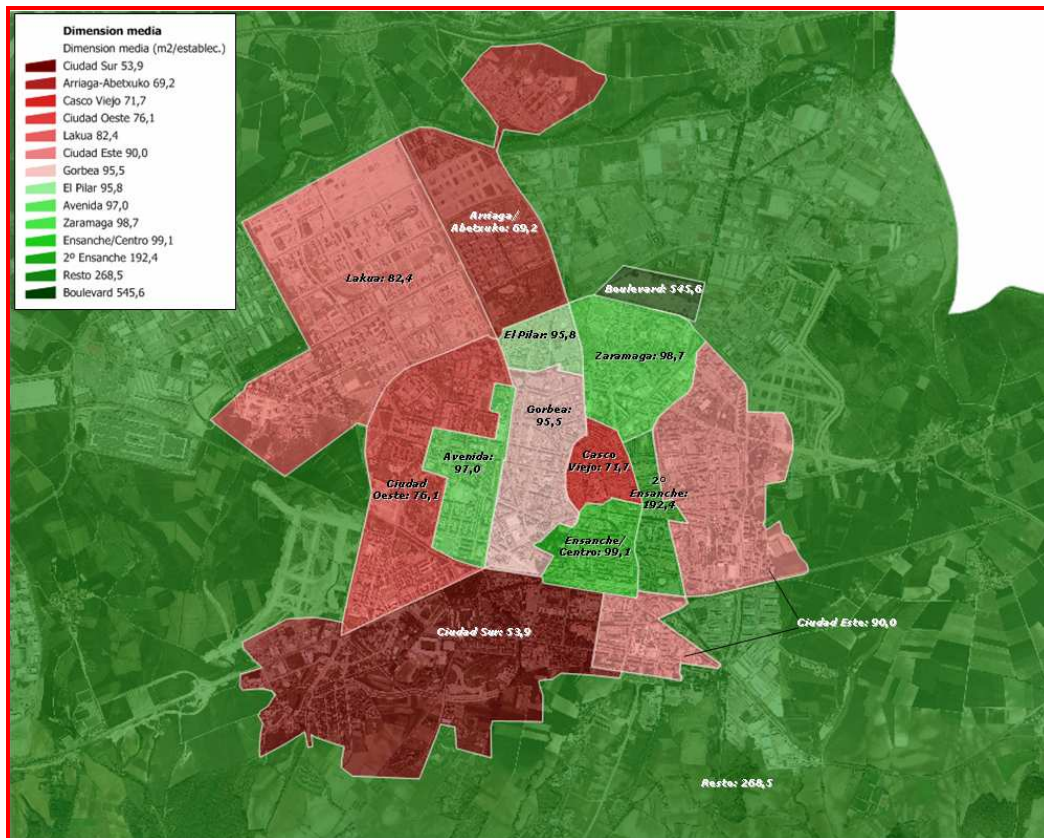 Dimension media
Dimension media (m2/establec.)
Ciudad Sur 53,9
Arriaga-Abetxuko 69,2
Casco Viejo 71,7
Ciudad Oeste 76,1
Lakua 82,4
Ciudad Este 90,0
Gorbea 95,5
El Pilar 95,8
Avenida 97,0
Zaramaga 98,7
Ensanche/Centro 99,1
2º Ensanche 192,4
Resto 268,5
Boulevard 545,6
Arriaga/
Abetxuko: 69,2
Lakua: 82,4
Boulevard: 545,6
El Pilar: 95,8
Zaramaga: 98,7
Gorbea:
95,5
Avenida:
97,0
Casco
Viejo: 71,7
Ciudad
Oeste: 76,1
2º
Ensanche:
192,4
Ensanche/
Centro: 99,1
Ciudad Sur: 53,9
Ciudad Este: 90,0
Resto: 268,5